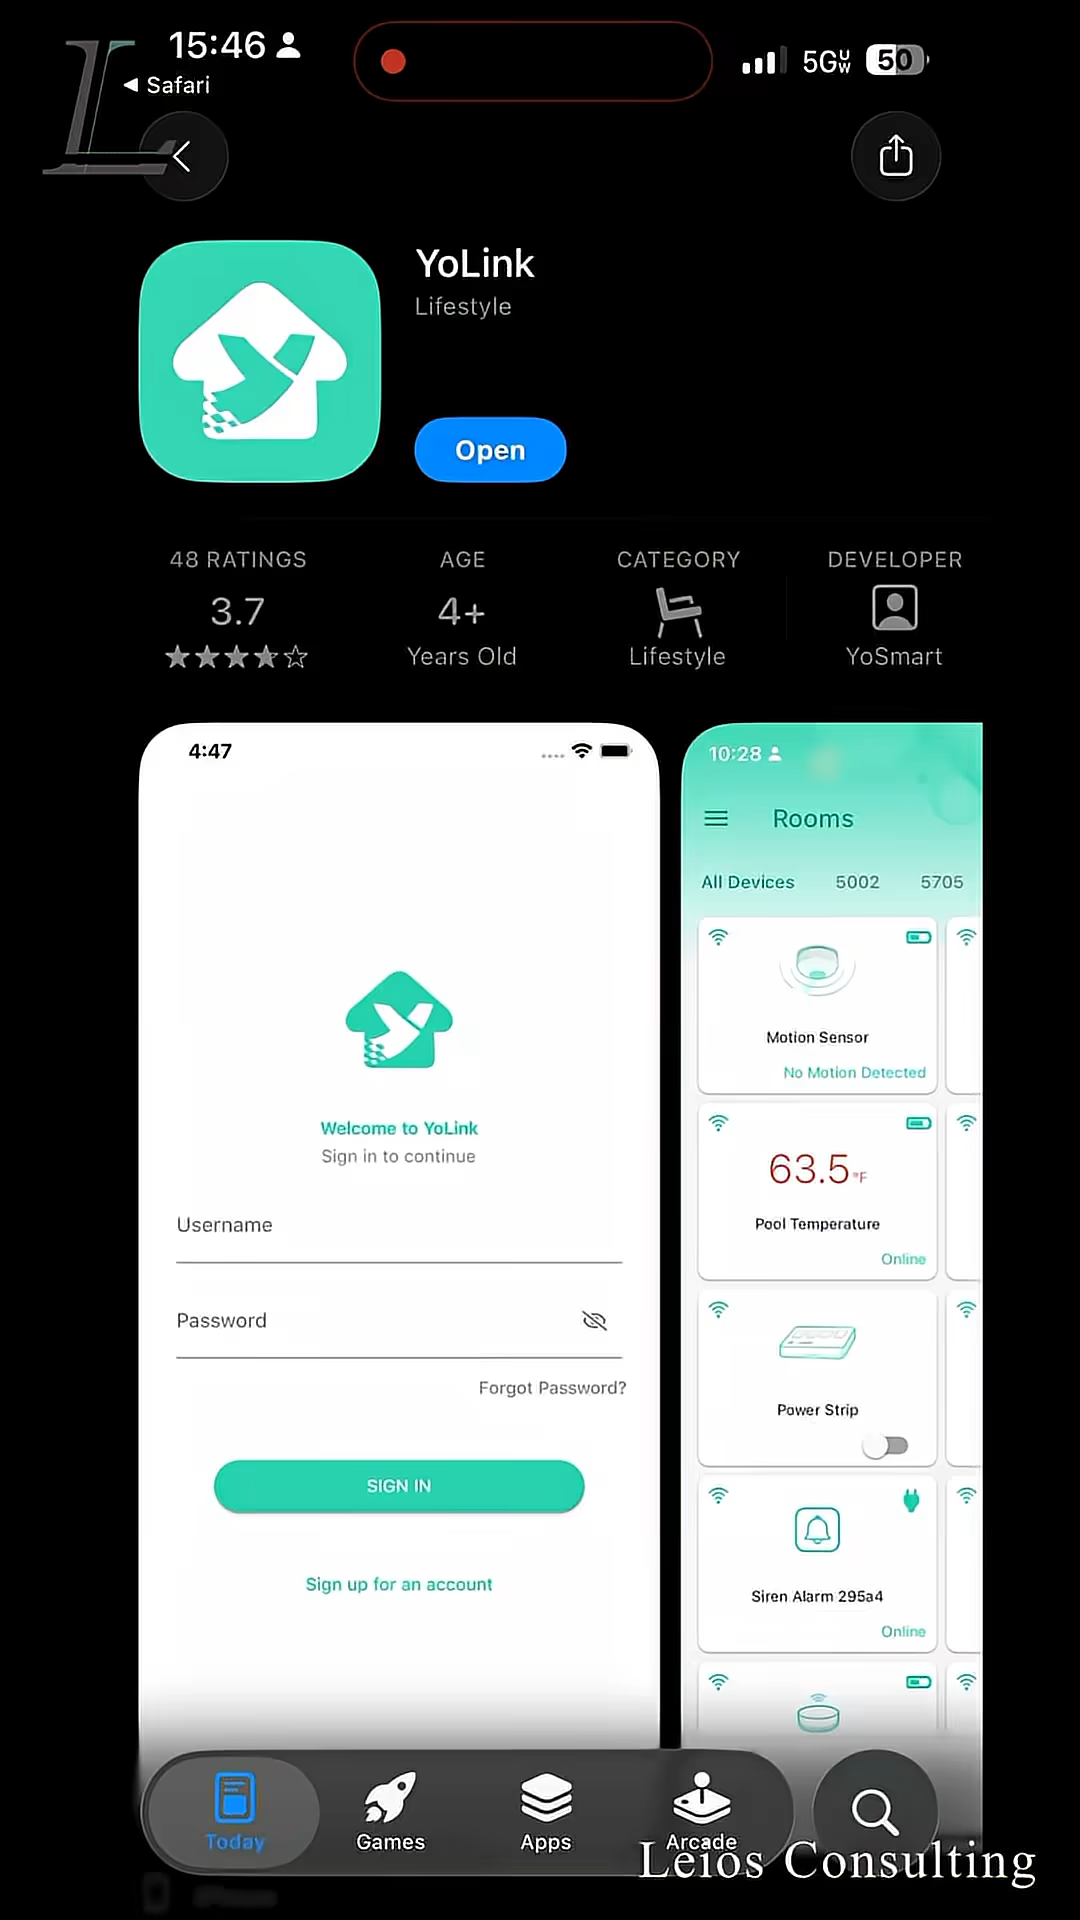 15:46
5G UW
50
◀ Safari
YoLink
Lifestyle
Open
48 RATINGS
3.7
AGE
4+
Years Old
CATEGORY
Lifestyle
DEVELOPER
YoSmart
4:47
Welcome to YoLink
Sign in to continue
Username
Password
Forgot Password?
SIGN IN
Sign up for an account
10:28
Rooms
All Devices 5002 5705
Motion Sensor
No Motion Detected
63.5°F
Pool Temperature
Online
Power Strip
Siren Alarm 295a4
Online
Today
Games
Apps
Arcade
Leios Consulting